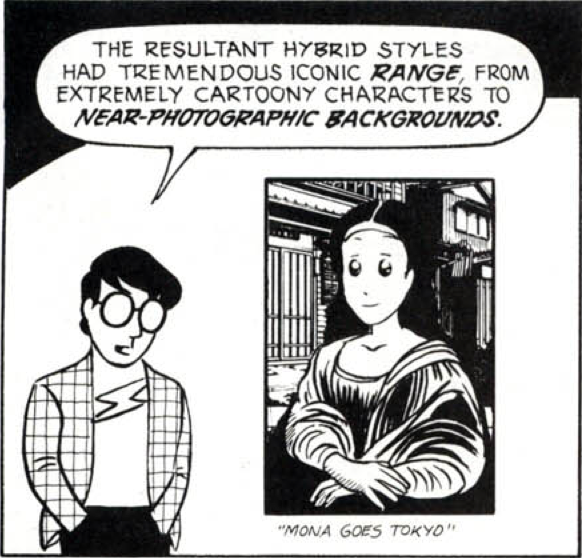 THE RESULTANT HYBRID STYLES
HAD TREMENDOUS ICONIC RANGE, FROM
EXTREMELY CARTOONY CHARACTERS TO
NEAR-PHOTOGRAPHIC BACKGROUNDS.
"MONA GOES TOKYO"